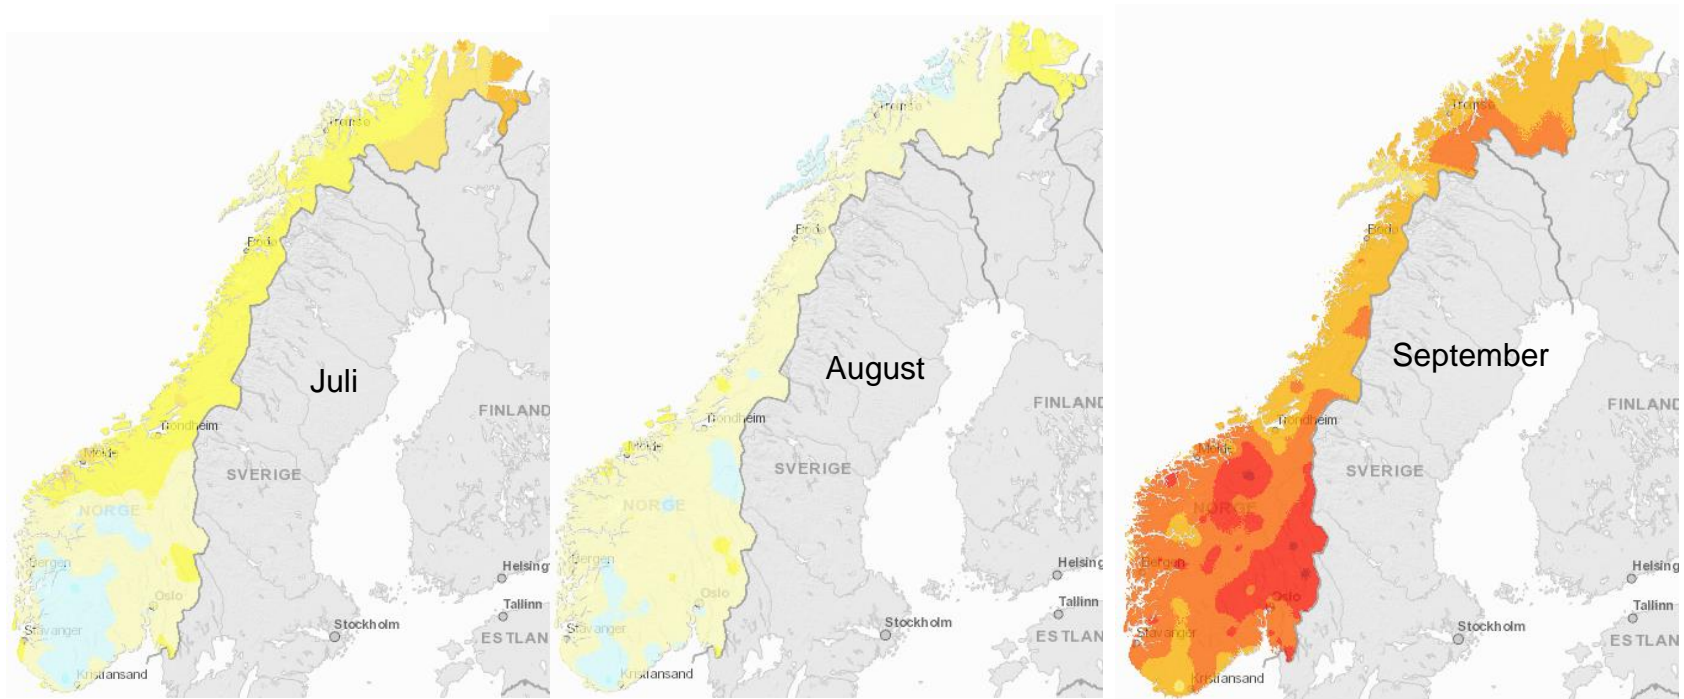 Tromsø
Bodø
Juli
Trondheim
FINLAND
Molde
SVERIGE
NORGE
Bergen
Helsing
Oslo
Tallinn
Stavanger
Stockholm
ESTLAN
Kristiansand
Tromsø
Bodø
August
Trondheim
FINLAND
Molde
SVERIGE
NORGE
Bergen
Helsing
Oslo
Tallinn
Stavanger
Stockholm
ESTLAN
Kristiansand
Tromsø
Bodø
September
Trondheim
FINLAND
Molde
SVERIGE
NORGE
Bergen
Helsing
Oslo
Tallinn
Stavanger
Stockholm
ESTLAN
Kristiansand